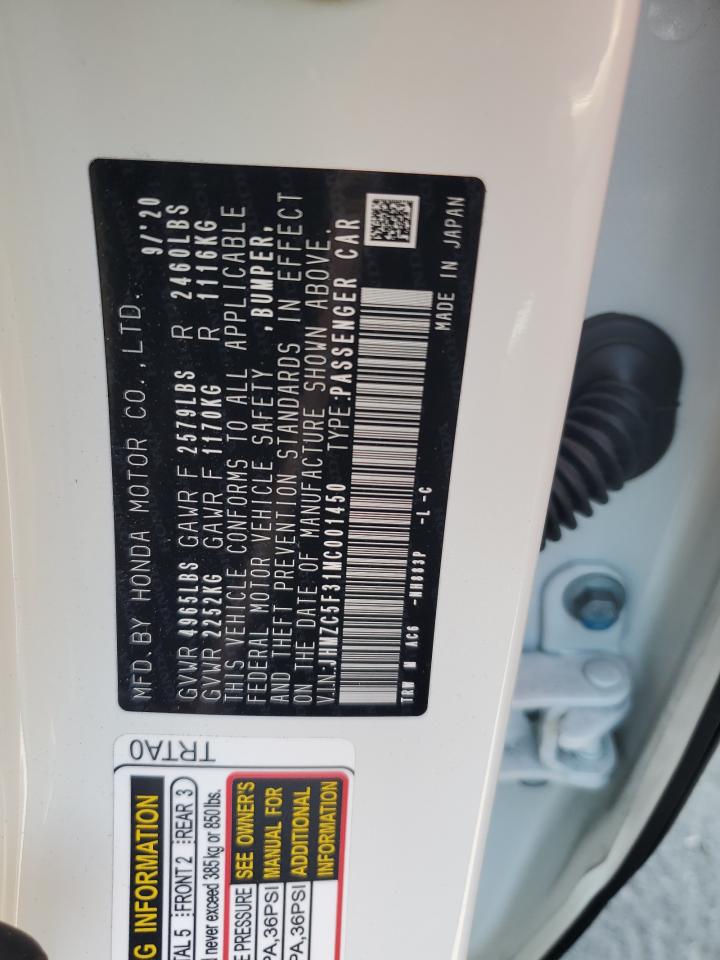 MFD. BY HONDA MOTOR CO., LTD. 9/'20
GVWR 4965LBS GAWR F 2579LBS R 2460LBS
GVWR 2252KG GAWR F 1170KG R 1116KG
THIS VEHICLE CONFORMS TO ALL APPLICABLE
FEDERAL MOTOR VEHICLE SAFETY ,BUMPER,
AND THEFT PREVENTION STANDARDS IN EFFECT
ON THE DATE OF MANUFACTURE SHOWN ABOVE.
V.I.N:JHMZC5F31MC001450 TYPE:PASSENGER CAR
TRW M AC6 -NH883P -L-C
MADE IN JAPAN
TRTA0
G INFORMATION
TAL 5 FRONT 2 REAR 3
d never exceed 385 kg or 850 lbs.
E PRESSURE SEE OWNER'S
PA,36PSI MANUAL FOR
PA,36PSI ADDITIONAL
INFORMATION